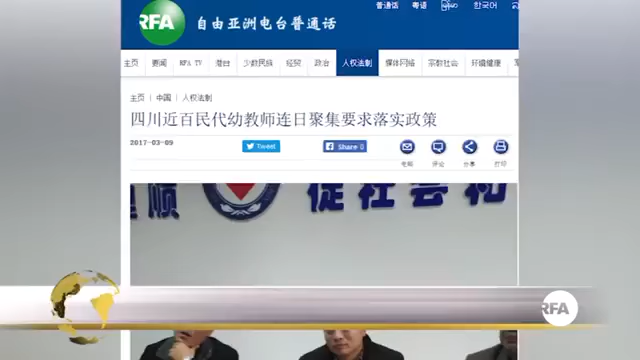 普通话 粤语 မြန်မာ 한국어
RFA 自由亚洲电台普通话
主页 要闻 RFA TV 港台 少数民族 经贸 政治 人权法制 媒体网络 宗教社会 环境健康
主页 | 中国 | 人权法制
四川近百民代幼教师连日聚集要求落实政策
2017-03-09
Tweet
Share 0
电邮 评论 分享 打印
顺
促社会和
RFA